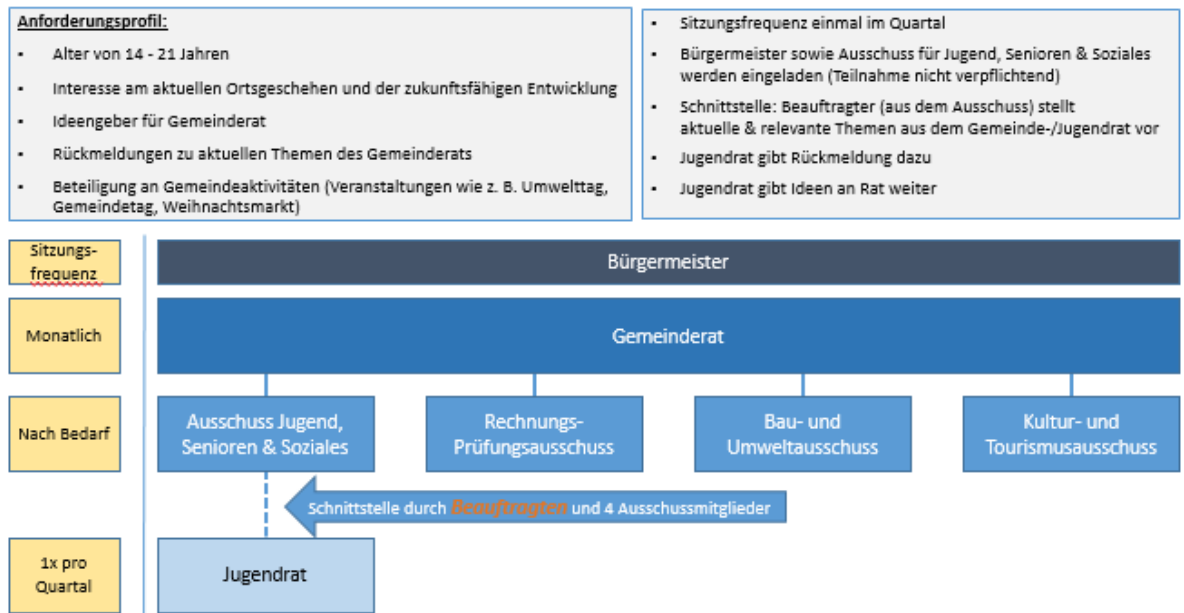 Anforderungsprofil:
▪ Alter von 14 - 21 Jahren
▪ Interesse am aktuellen Ortsgeschehen und der zukunftsfähigen Entwicklung
▪ Ideengeber für Gemeinderat
▪ Rückmeldungen zu aktuellen Themen des Gemeinderats
▪ Beteiligung an Gemeindeaktivitäten (Veranstaltungen wie z. B. Umwelttag,
Gemeindetag, Weihnachtsmarkt)
▪ Sitzungsfrequenz einmal im Quartal
▪ Bürgermeister sowie Ausschuss für Jugend, Senioren & Soziales
werden eingeladen (Teilnahme nicht verpflichtend)
▪ Schnittstelle: Beauftragter (aus dem Ausschuss) stellt
aktuelle & relevante Themen aus dem Gemeinde-/Jugendrat vor
▪ Jugendrat gibt Rückmeldung dazu
▪ Jugendrat gibt Ideen an Rat weiter
Sitzungs-
frequenz
Bürgermeister
Monatlich
Gemeinderat
Nach Bedarf
Ausschuss Jugend,
Senioren & Soziales
Rechnungs-
Prüfungsausschuss
Bau- und
Umweltausschuss
Kultur- und
Tourismusausschuss
Schnittstelle durch Beauftragten und 4 Ausschussmitglieder
1x pro
Quartal
Jugendrat